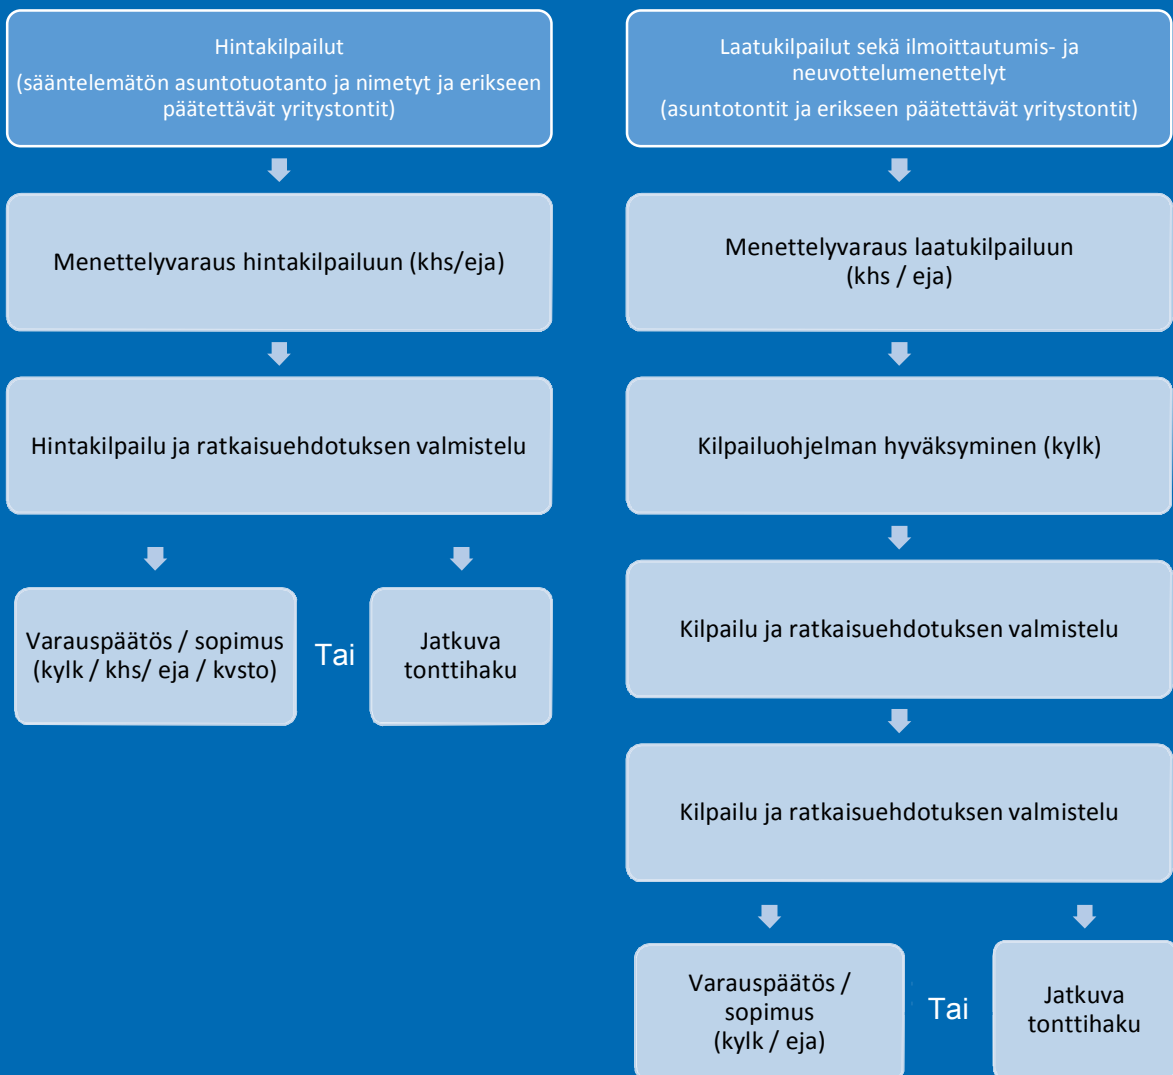 Hintakilpailut
(sääntelemätön asuntotuotanto ja nimetyt ja erikseen
päätettävät yritystontit)
Menettelyvaraus hintakilpailuun (khs/eja)
Hintakilpailu ja ratkaisuehdotuksen valmistelu
Varauspäätös / sopimus
(kylk / khs/ eja / kvsto)
Tai
Jatkuva
tonttihaku
Laatukilpailut sekä ilmoittautumis- ja
neuvottelumenettelyt
(asuntotontit ja erikseen päätettävät yritystontit)
Menettelyvaraus laatukilpailuun
(khs / eja)
Kilpailuohjelman hyväksyminen (kylk)
Kilpailu ja ratkaisuehdotuksen valmistelu
Kilpailu ja ratkaisuehdotuksen valmistelu
Varauspäätös /
sopimus
(kylk / eja)
Tai
Jatkuva
tonttihaku